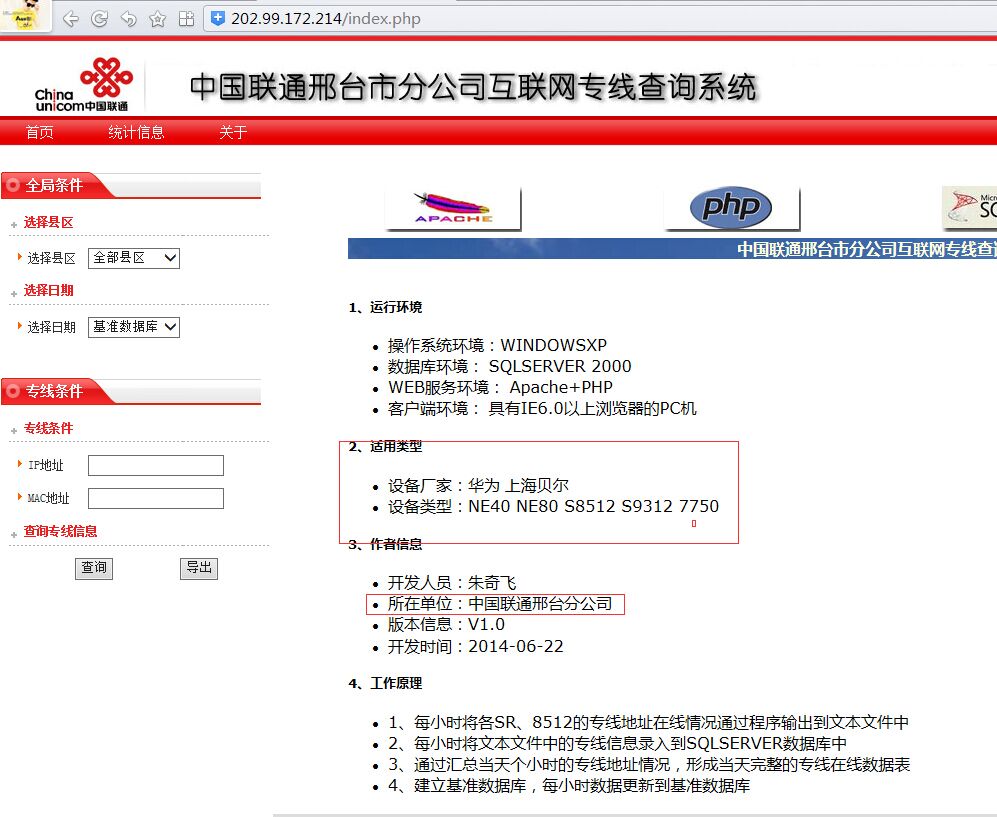 202.99.172.214/index.php
China unicom中国联通
中国联通邢台市分公司互联网专线查询系统
首页 统计信息 关于
全局条件
选择县区
选择县区 全部县区
选择日期
选择日期 基准数据库
专线条件
专线条件
IP地址
MAC地址
查询专线信息
查询 导出
APACHE php Micr
SQ
中国联通邢台市分公司互联网专线查
1、运行环境
操作系统环境：WINDOWSXP
数据库环境： SQLSERVER 2000
WEB服务环境： Apache+PHP
客户端环境： 具有IE6.0以上浏览器的PC机
2、适用类型
设备厂家：华为 上海贝尔
设备类型：NE40 NE80 S8512 S9312 7750
3、作者信息
开发人员：朱奇飞
所在单位：中国联通邢台分公司
版本信息：V1.0
开发时间：2014-06-22
4、工作原理
1、每小时将各SR、8512的专线地址在线情况通过程序输出到文本文件中
2、每小时将文本文件中的专线信息录入到SQLSERVER数据库中
3、通过汇总当天个小时的专线地址情况，形成当天完整的专线在线数据表
4、建立基准数据库，每小时数据更新到基准数据库